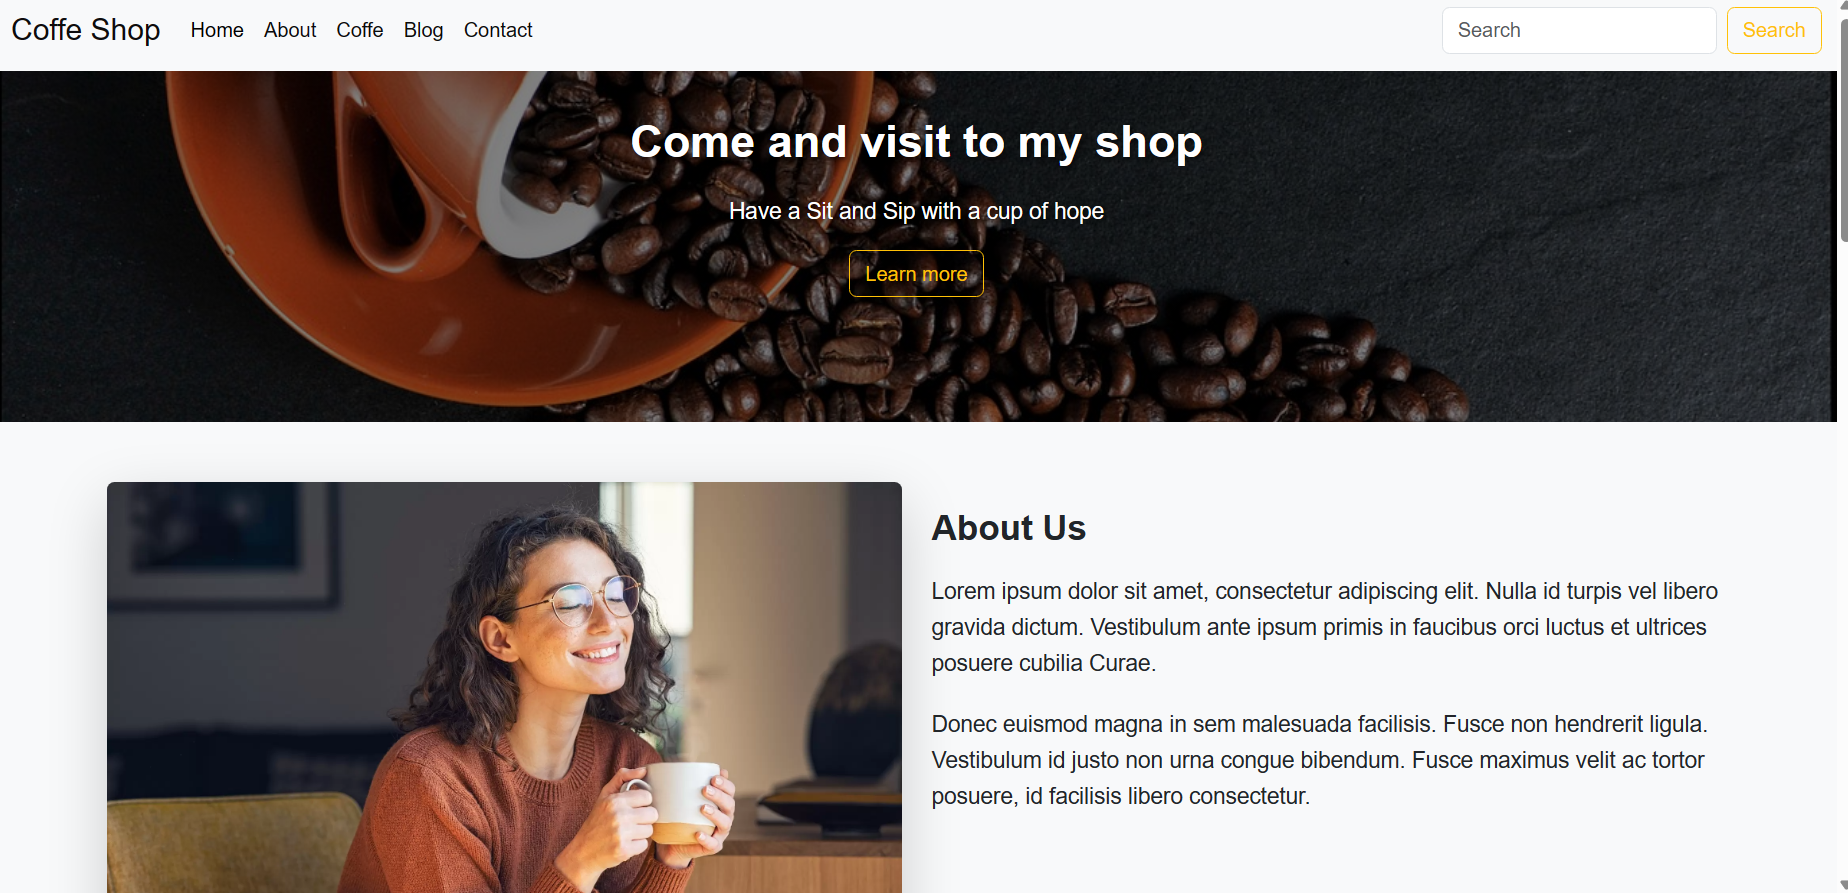 Coffe Shop Home About Coffe Blog Contact Search Search
Come and visit to my shop
Have a Sit and Sip with a cup of hope
Learn more
About Us
Lorem ipsum dolor sit amet, consectetur adipiscing elit. Nulla id turpis vel libero
gravida dictum. Vestibulum ante ipsum primis in faucibus orci luctus et ultrices
posuere cubilia Curae.
Donec euismod magna in sem malesuada facilisis. Fusce non hendrerit ligula.
Vestibulum id justo non urna congue bibendum. Fusce maximus velit ac tortor
posuere, id facilisis libero consectetur.